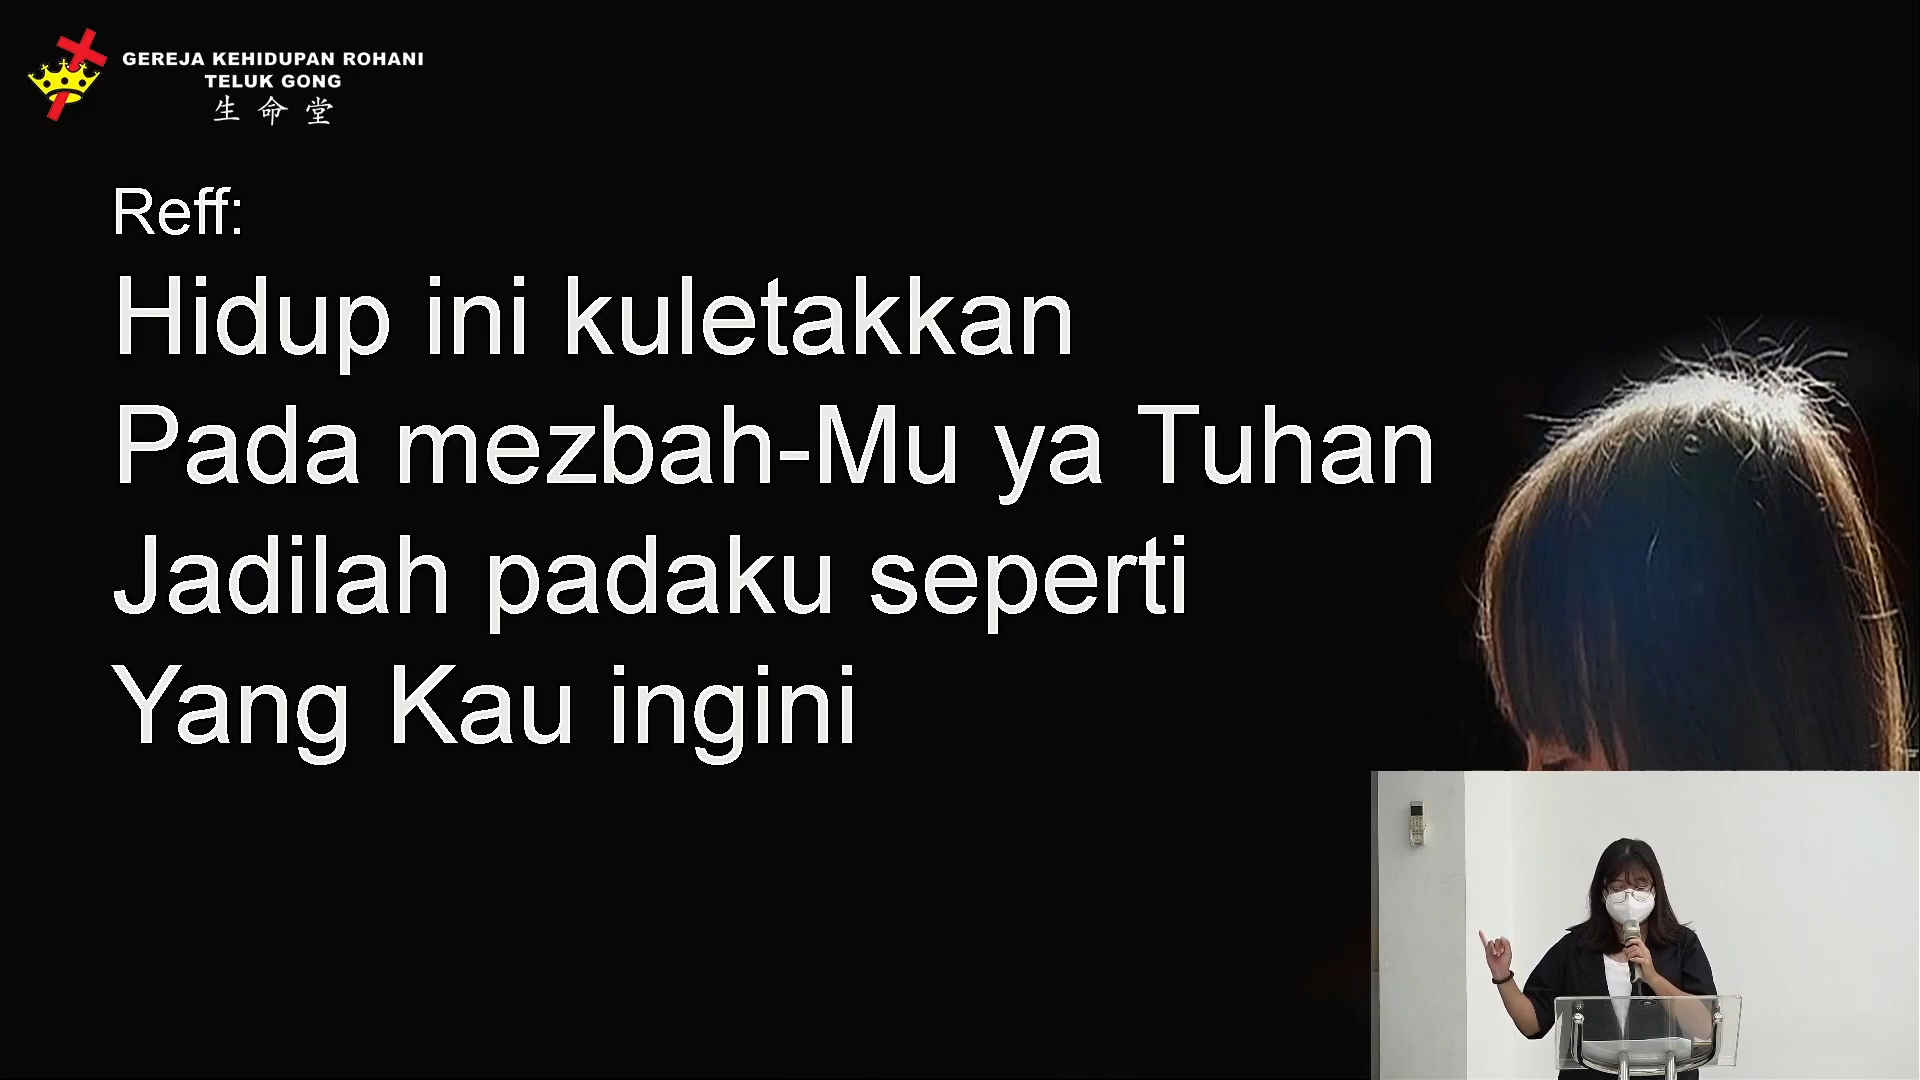 GEREJA KEHIDUPAN ROHANI
TELUK GONG
生命堂
Reff:
Hidup ini kuletakkan
Pada mezbah-Mu ya Tuhan
Jadilah padaku seperti
Yang Kau ingini